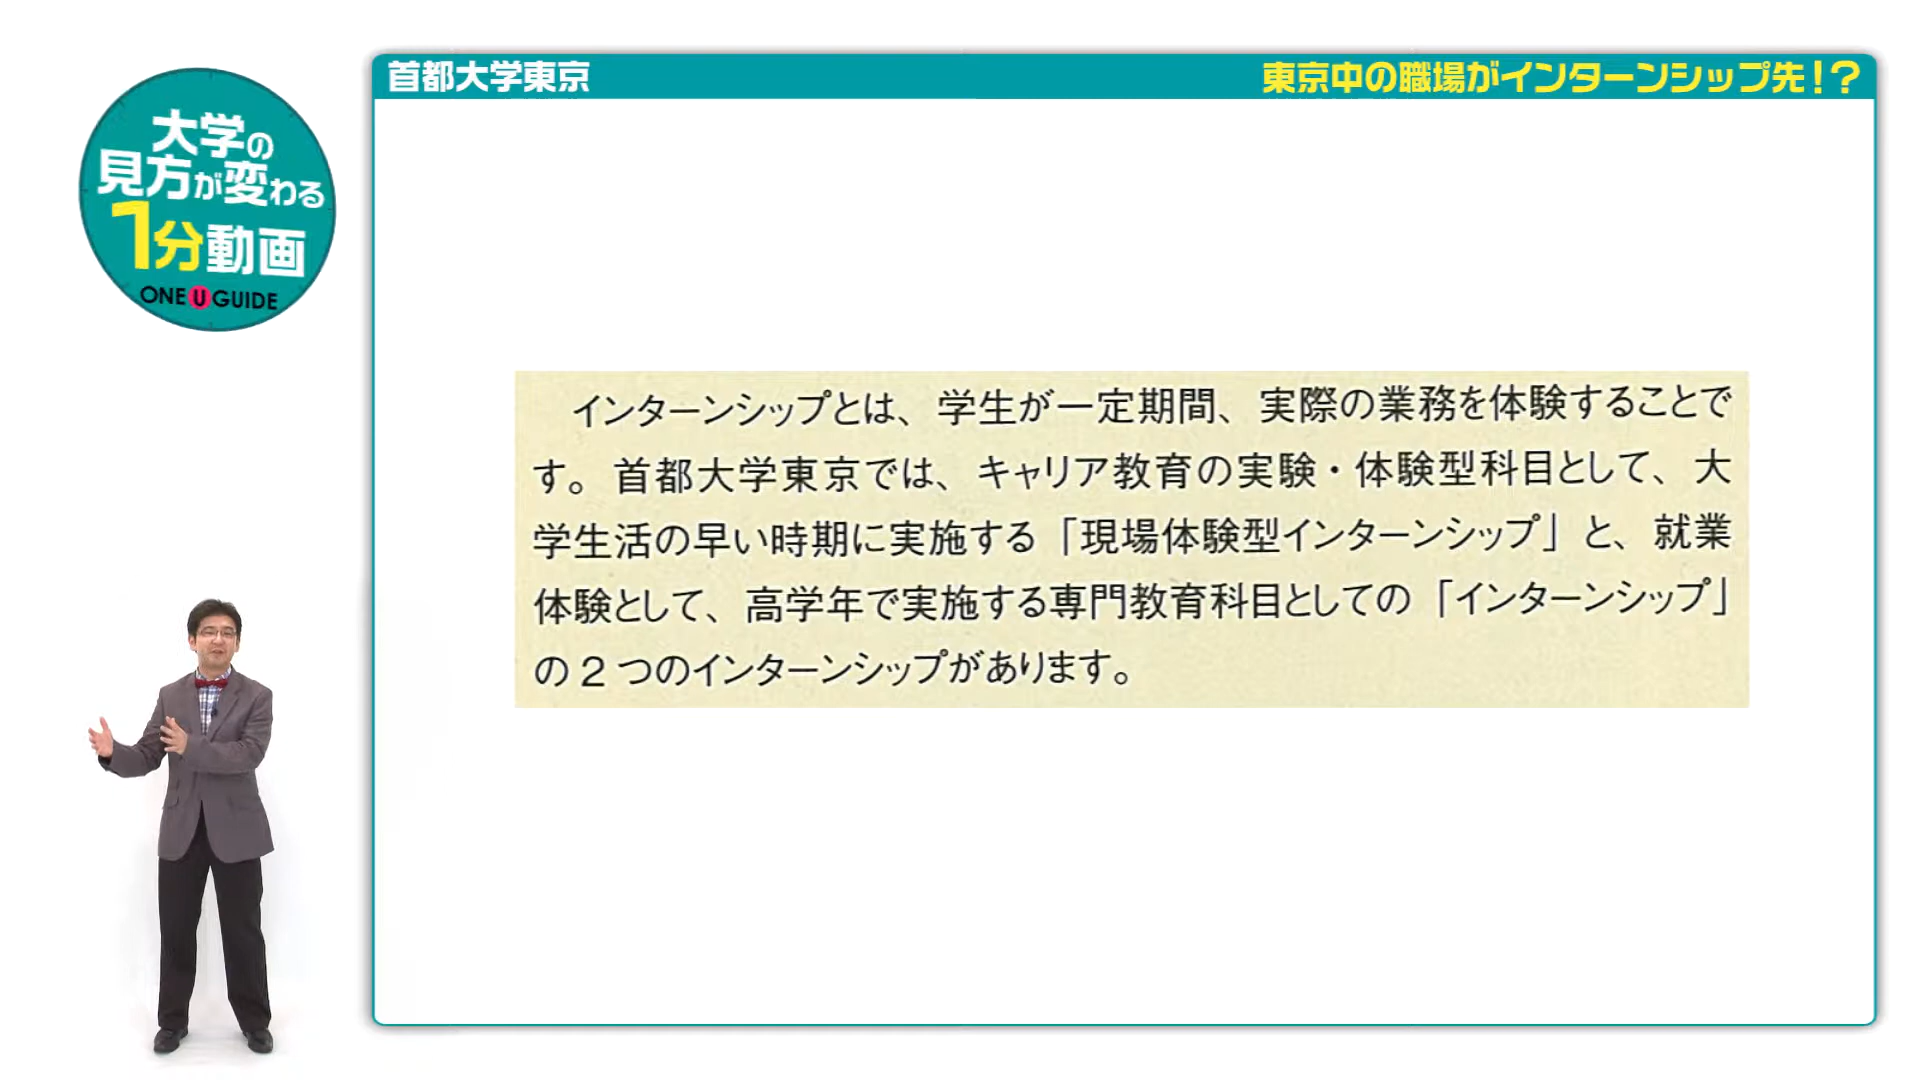 大学の
見方が変わる
1分動画
ONE U GUIDE
首都大学東京
東京中の職場がインターンシップ先!?
インターンシップとは、学生が一定期間、実際の業務を体験することで
す。首都大学東京では、キャリア教育の実験・体験型科目として、大
学生活の早い時期に実施する「現場体験型インターンシップ」と、就業
体験として、高学年で実施する専門教育科目としての「インターンシップ」
の2つのインターンシップがあります。